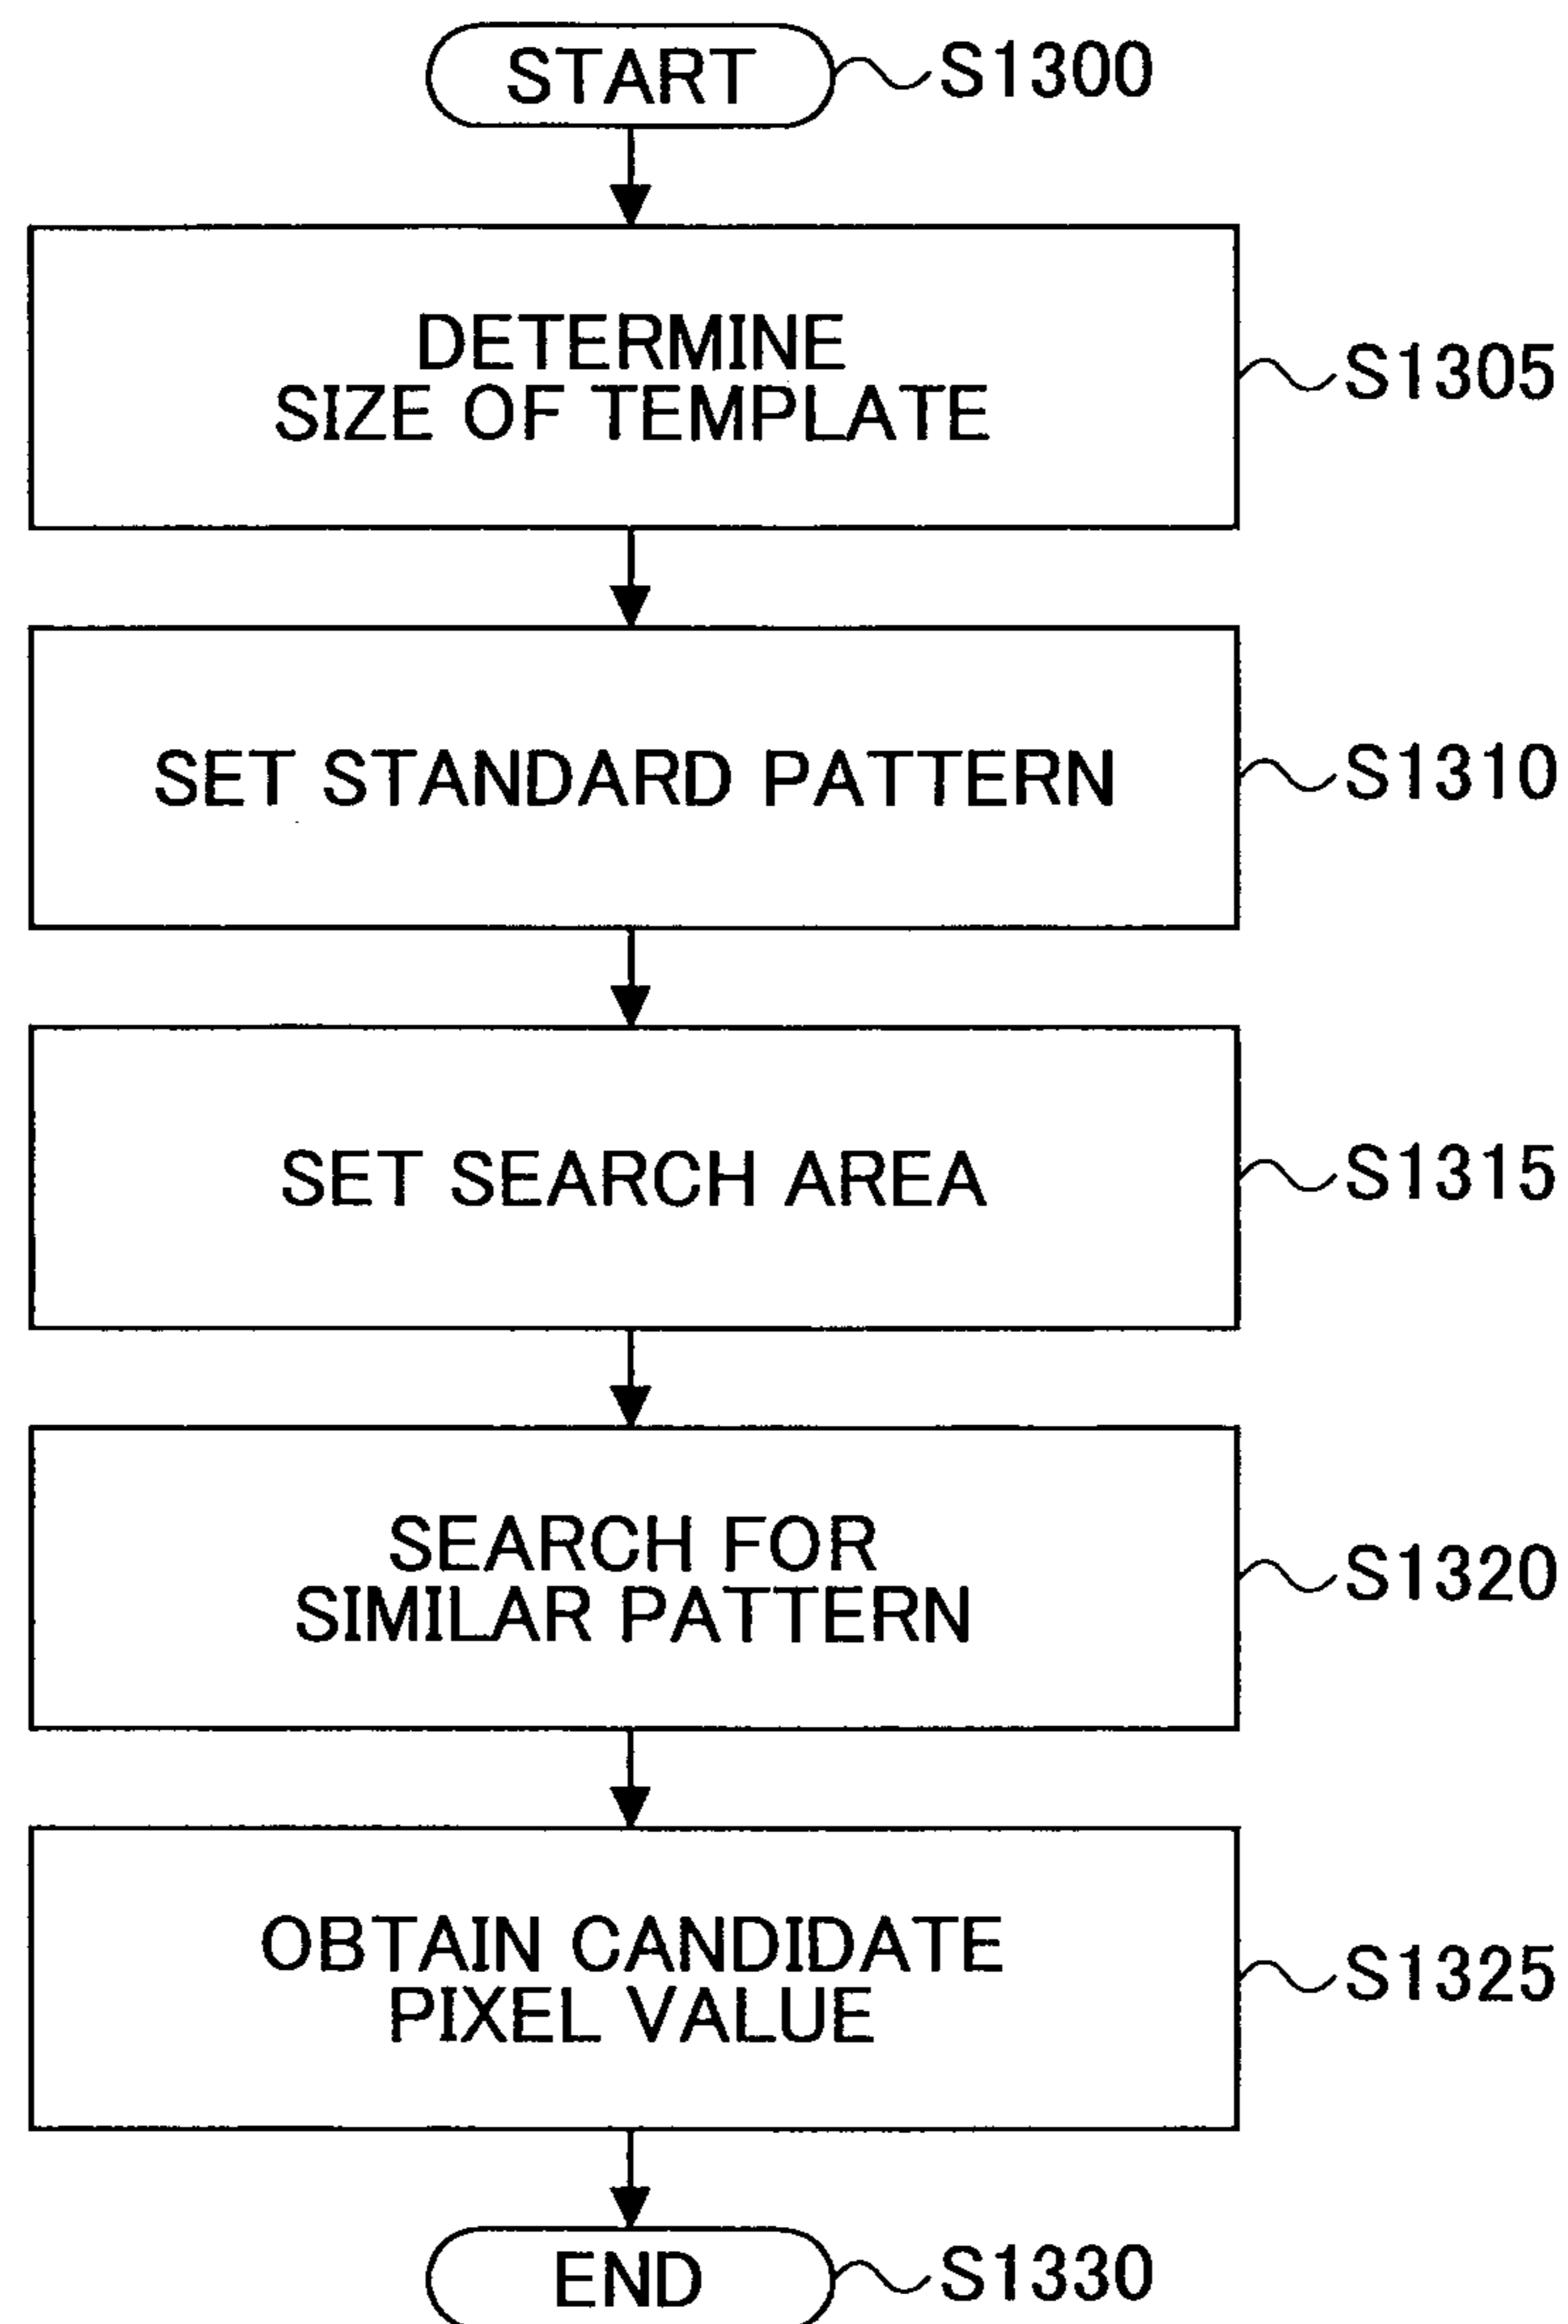 START
S1300
DETERMINE
SIZE OF TEMPLATE
S1305
SET STANDARD PATTERN
S1310
SET SEARCH AREA
S1315
SEARCH FOR
SIMILAR PATTERN
S1320
OBTAIN CANDIDATE
PIXEL VALUE
S1325
END
S1330